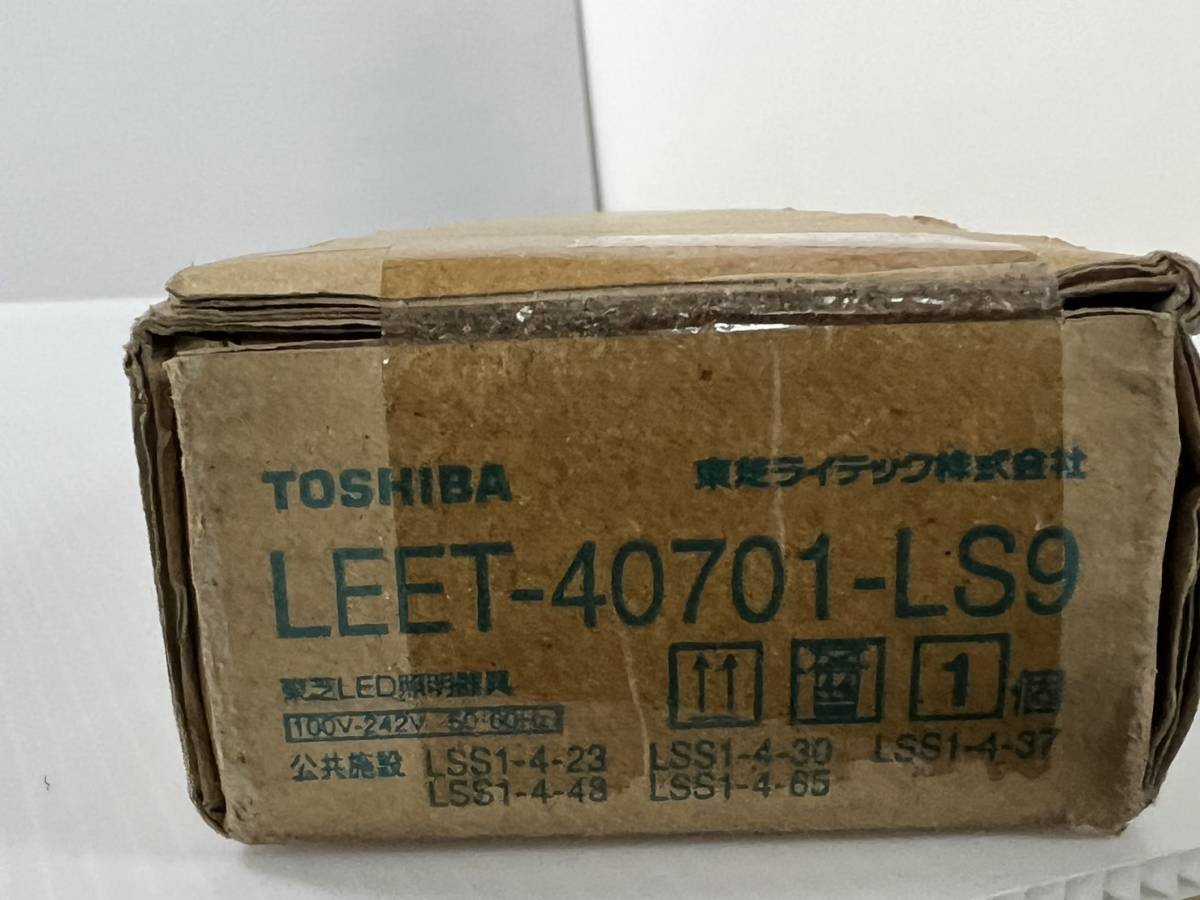 TOSHIBA 東芝ライテック株式会社
LEET-40701-LS9
東芝LED照明器具
1個
100V-242V 50・60Hz
公共施設 LSS1-4-23 LSS1-4-30 LSS1-4-37
LSS1-4-48 LSS1-4-65